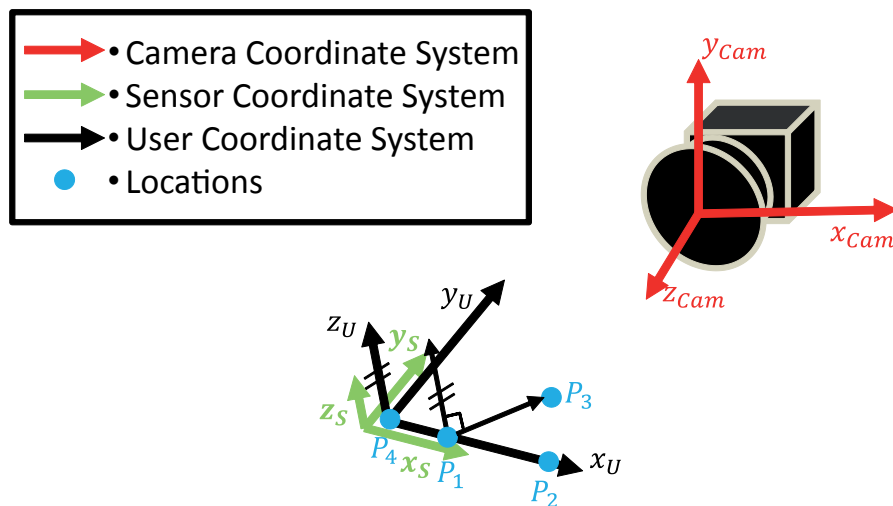 • Camera Coordinate System
• Sensor Coordinate System
• User Coordinate System
• Locations
y_Cam
x_Cam
z_Cam
y_U
z_U
y_S
z_S
P_3
P_4
x_S
P_1
x_U
P_2